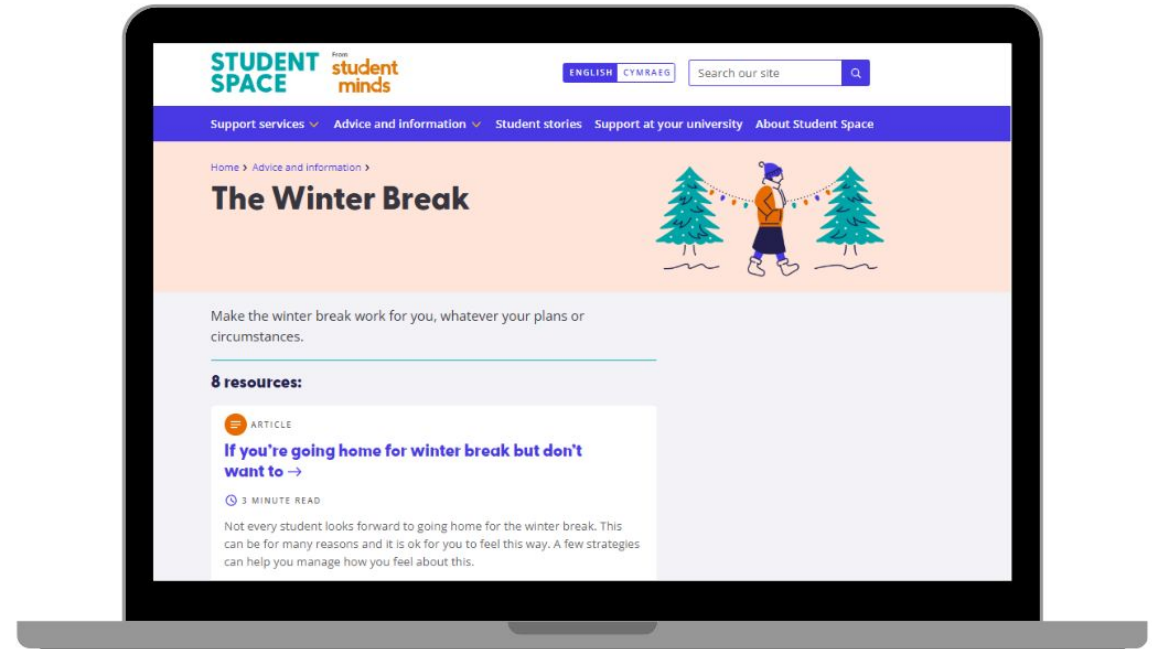 STUDENT
SPACE
From
student
minds
ENGLISH CYMRAEG
Search our site
Support services Advice and information Student stories Support at your university About Student Space
Home > Advice and information >
The Winter Break
Make the winter break work for you, whatever your plans or
circumstances.
8 resources:
ARTICLE
If you're going home for winter break but don't
want to →
3 MINUTE READ
Not every student looks forward to going home for the winter break. This
can be for many reasons and it is ok for you to feel this way. A few strategies
can help you manage how you feel about this.